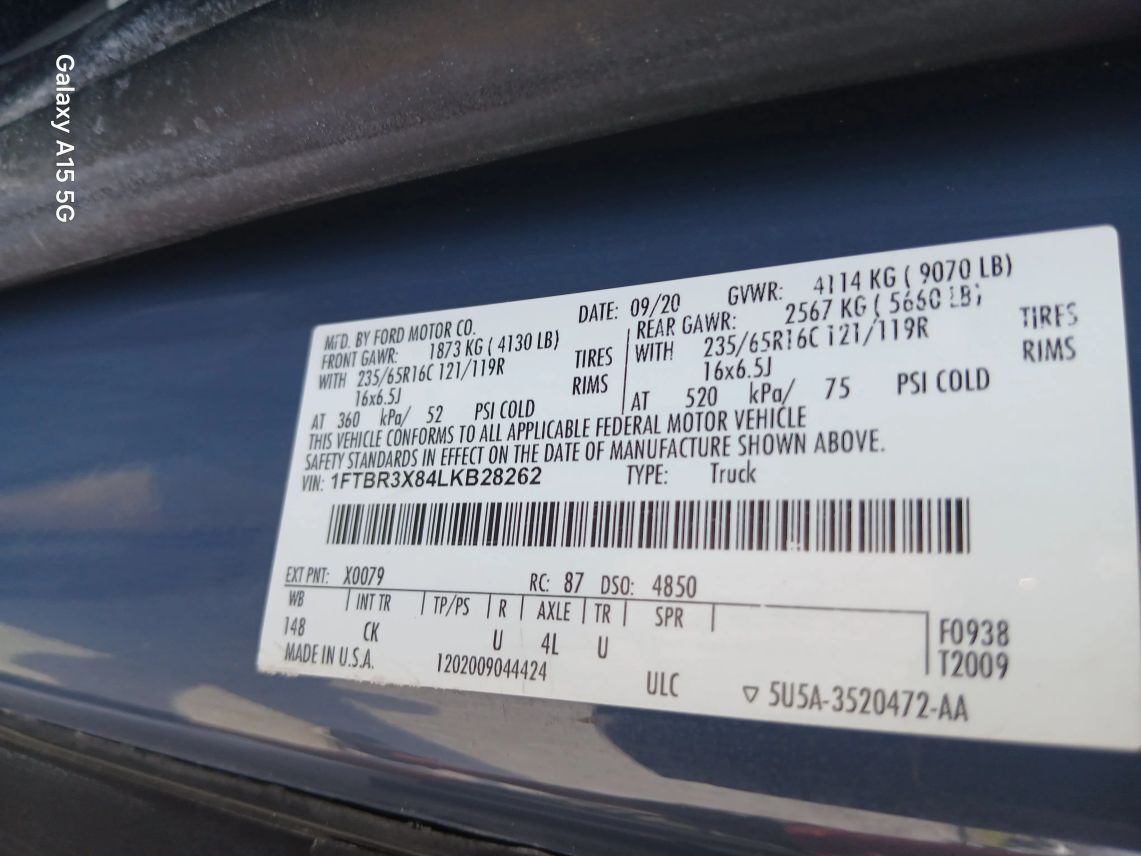 Galaxy A15 5G
MFD. BY FORD MOTOR CO. DATE: 09/20 GVWR: 4114 KG ( 9070 LB)
FRONT GAWR: 1873 KG ( 4130 LB) REAR GAWR: 2567 KG ( 5660 LB)
WITH 235/65R16C 121/119R TIRES WITH 235/65R16C 121/119R TIRES
16x6.5J RIMS 16x6.5J RIMS
AT 360 kPa/ 52 PSI COLD AT 520 kPa/ 75 PSI COLD
THIS VEHICLE CONFORMS TO ALL APPLICABLE FEDERAL MOTOR VEHICLE
SAFETY STANDARDS IN EFFECT ON THE DATE OF MANUFACTURE SHOWN ABOVE.
VIN: 1FTBR3X84LKB28262 TYPE: Truck
EXT PNT: X0079 RC: 87 DSO: 4850
WB INT TR TP/PS R AXLE TR SPR
148 CK U 4L U
F0938
T2009
MADE IN U.S.A. 1202009044424 ULC ▽ 5U5A-3520472-AA